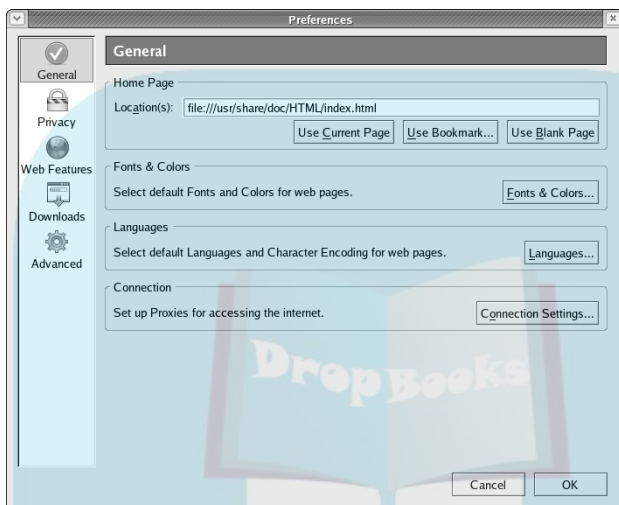 Preferences
General
General
Home Page
Location(s): file:///usr/share/doc/HTML/index.html
Use Current Page Use Bookmark... Use Blank Page
Privacy
Web Features
Fonts & Colors
Select default Fonts and Colors for web pages. Fonts & Colors...
Downloads
Languages
Select default Languages and Character Encoding for web pages. Languages...
Advanced
Connection
Set up Proxies for accessing the internet. Connection Settings...
DropBooks
Cancel OK